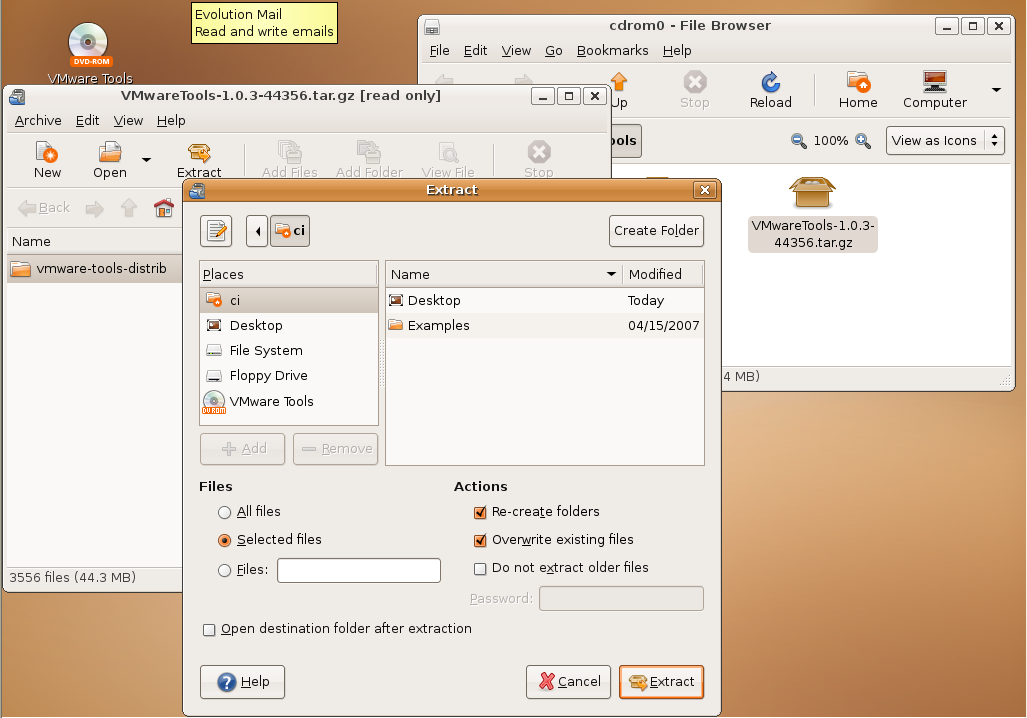 Evolution Mail
Read and write emails
DVD-ROM
VMware Tools
cdrom0 - File Browser
File Edit View Go Bookmarks Help
Up Stop Reload Home Computer
ools 100% View as Icons
VMwareTools-1.0.3-
44356.tar.gz
4 MB)
VMwareTools-1.0.3-44356.tar.gz [read only]
Archive Edit View Help
New Open Extract Add Files Add Folder View File Stop
Back
Name
vmware-tools-distrib
3556 files (44.3 MB)
Extract
ci Create Folder
Places
ci
Desktop
File System
Floppy Drive
DVD-ROM
VMware Tools
Add Remove
Name Modified
Desktop Today
Examples 04/15/2007
Files
All files
Selected files
Files:
Actions
Re-create folders
Overwrite existing files
Do not extract older files
Password:
Open destination folder after extraction
Help Cancel Extract